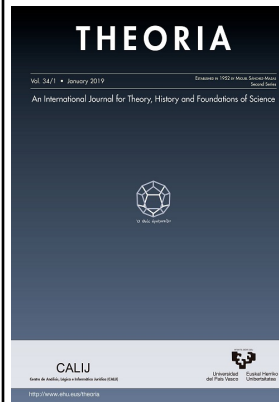 THEORIA
Vol. 34/1 • January 2019
ESTABLISHED IN 1952 BY MIGUEL SÁNCHEZ-MAZAS
Second Series
An International Journal for Theory, History and Foundations of Science
CALIJ
Centro de Análisis, Lógica e Informática Jurídica (CALIJ)
Universidad del País Vasco
Euskal Herriko Unibertsitatea
http://www.ehu.eus/theoria